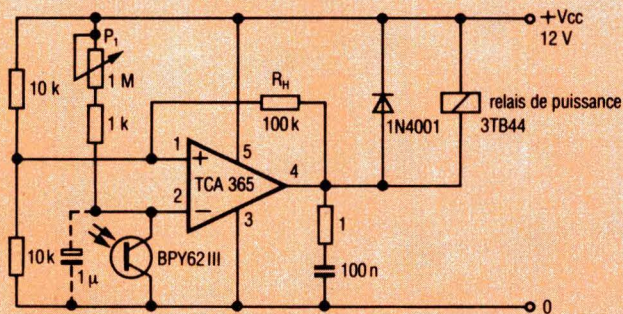 +Vcc
12 V
P1
1 M
10 k
1 k
RH
100 k
1N4001
relais de puissance
3TB44
1
+
5
TCA 365
4
2
−
3
10 k
1 µ
BPY62 III
1
100 n
0